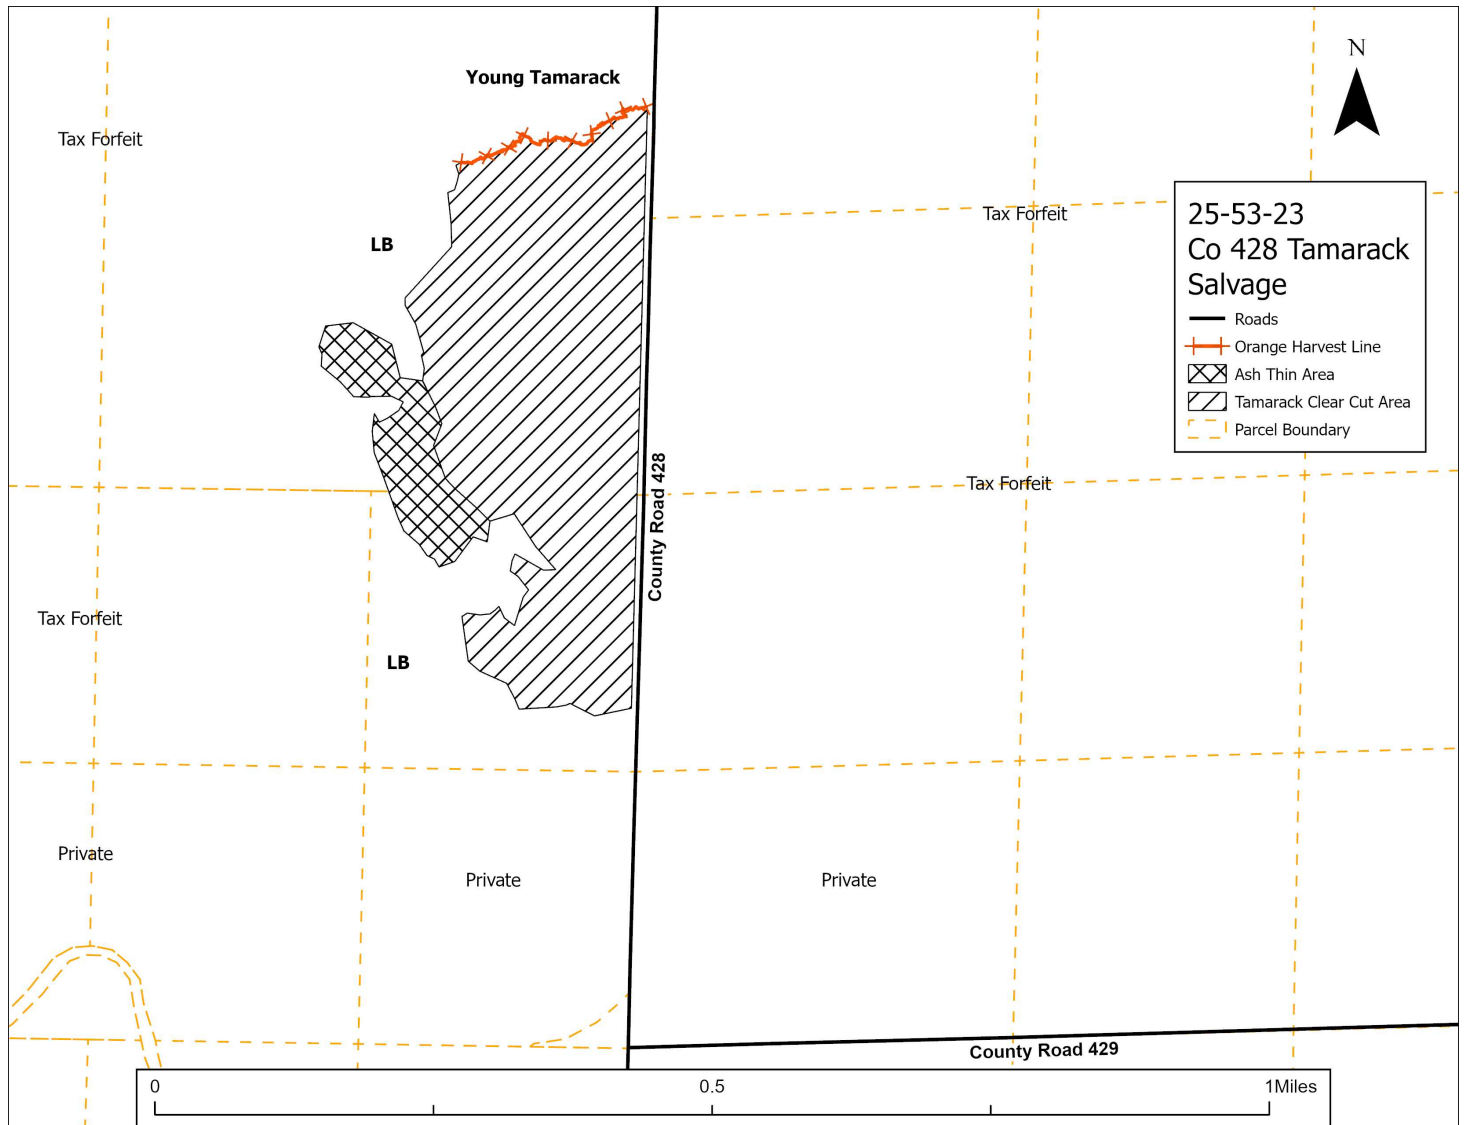 Young Tamarack
N
Tax Forfeit
Tax Forfeit
LB
25-53-23
Co 428 Tamarack
Salvage
Roads
Orange Harvest Line
Ash Thin Area
Tamarack Clear Cut Area
Parcel Boundary
County Road 428
Tax Forfeit
Tax Forfeit
LB
Private
Private
Private
County Road 429
0 0.5 1Miles